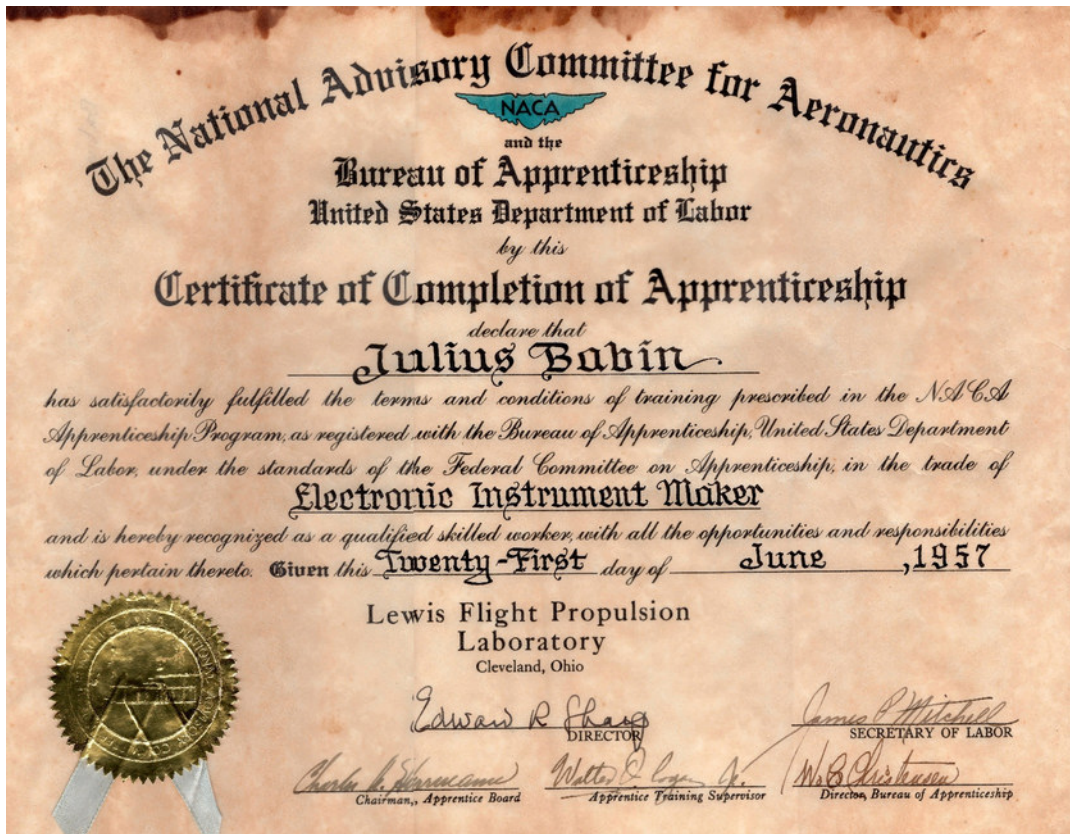 The National Advisory Committee for Aeronautics
NACA
and the
Bureau of Apprenticeship
United States Department of Labor
by this
Certificate of Completion of Apprenticeship
declare that
Julius Babin
has satisfactorily fulfilled the terms and conditions of training prescribed in the NACA
Apprenticeship Program, as registered with the Bureau of Apprenticeship, United States Department
of Labor, under the standards of the Federal Committee on Apprenticeship, in the trade of
Electronic Instrument Maker
and is hereby recognized as a qualified skilled worker, with all the opportunities and responsibilities
which pertain thereto. Given this Twenty-First day of June ,1957
Lewis Flight Propulsion
Laboratory
Cleveland, Ohio
Edward R Sharp
DIRECTOR
James P. Mitchell
SECRETARY OF LABOR
Charles A. Herrmann
Chairman,, Apprentice Board
Walter Jr.
Apprentice Training Supervisor
W. C. Christensen
Director, Bureau of Apprenticeship